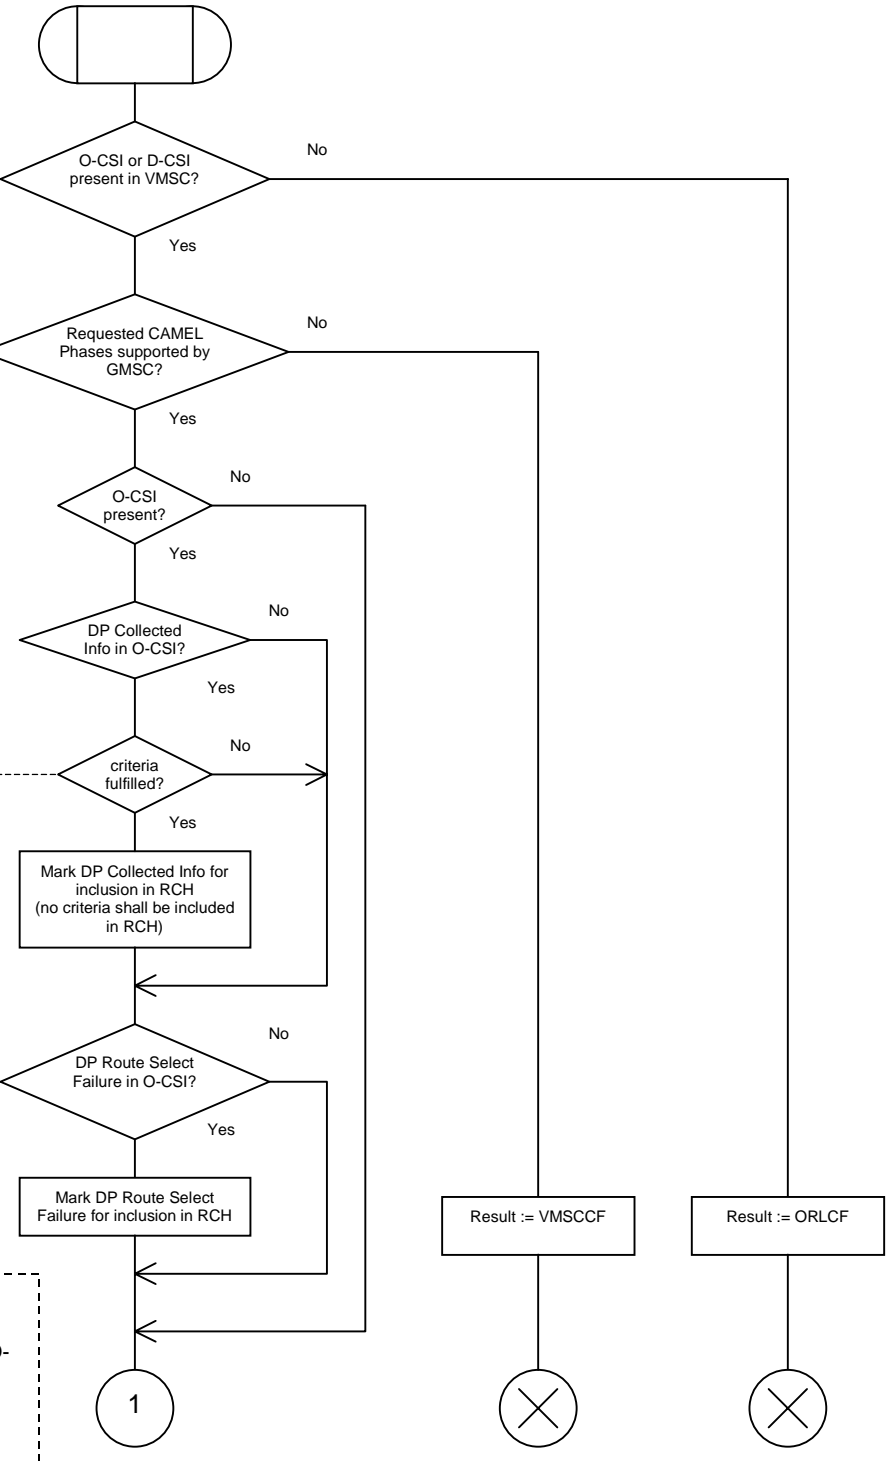 O-CSI or D-CSI
present in VMSC?
No
Yes
Requested CAMEL
Phases supported by
GMSC?
No
Yes
O-CSI
present?
No
Yes
DP Collected
Info in O-CSI?
No
Yes
criteria
fulfilled?
No
Yes
Mark DP Collected Info for
inclusion in RCH
(no criteria shall be included
in RCH)
DP Route Select
Failure in O-CSI?
No
Yes
Mark DP Route Select
Failure for inclusion in RCH
Result := VMSCCF
Result := ORLCF
1